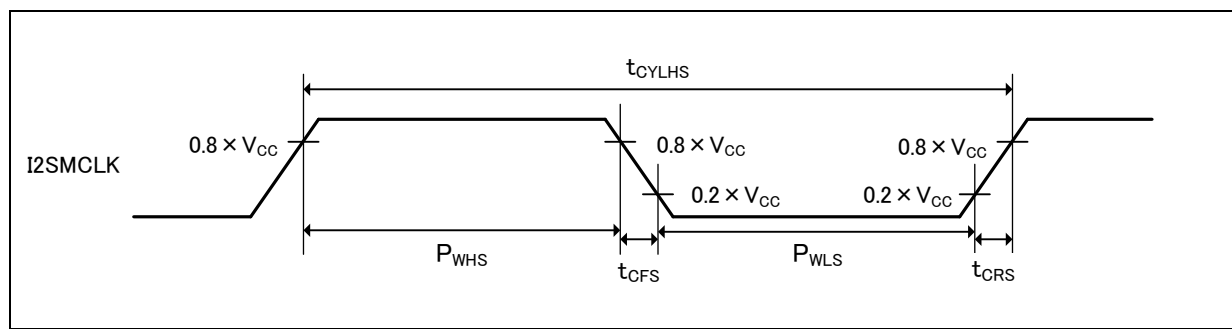 tCYLHS
0.8 × VCC
0.8 × VCC
0.8 × VCC
I2SMCLK
0.2 × VCC
0.2 × VCC
PWHS
PWLS
tCFS
tCRS